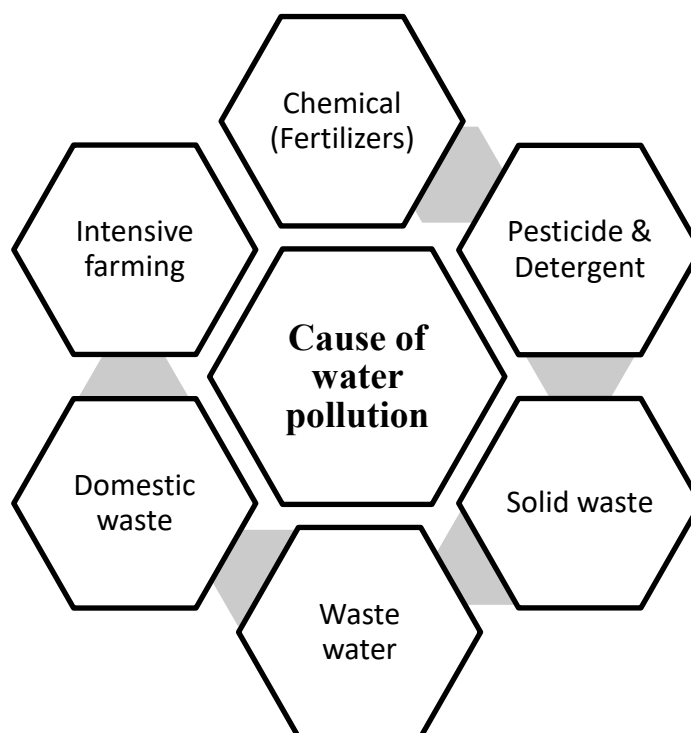 Chemical
(Fertilizers)
Intensive
farming
Pesticide &
Detergent
Cause of
water
pollution
Domestic
waste
Solid waste
Waste
water